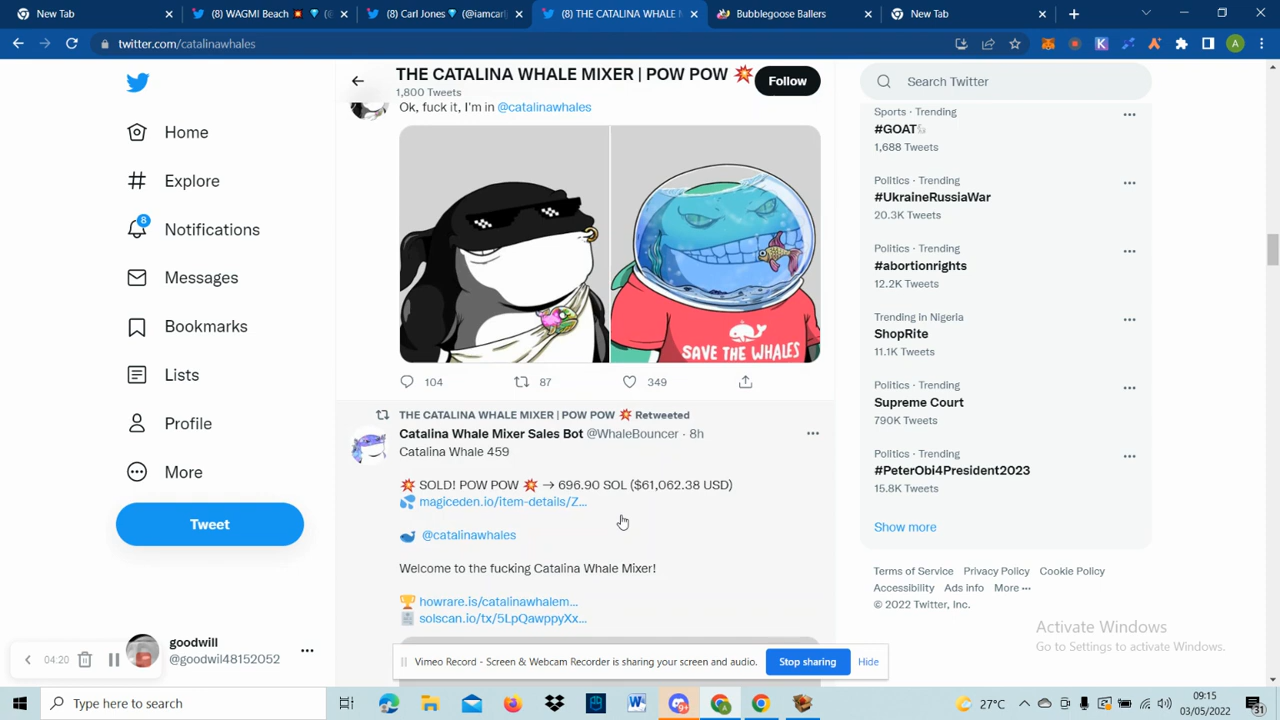 (8) TH
(8) WAGMI Beach
(8) Carl Jones (@iamcarl
(8) THE CATALINA WHALE M
Bubblegoose Ballers
New Tab
twitter.com/catalinawhales
THE CATALINA WHALE MIXER | POW POW 💥
1,800 Tweets
Follow
Ok, fuck it, I'm in @catalinawhales
SAVE THE WHALES
104
87
349
THE CATALINA WHALE MIXER | POW POW 💥 Retweeted
Catalina Whale Mixer Sales Bot @WhaleBouncer · 8h
Catalina Whale 459
💥 SOLD! POW POW 💥 → 696.90 SOL ($61,062.38 USD)
💦 magiceden.io/item-details/Z...
🐋 @catalinawhales
Welcome to the fucking Catalina Whale Mixer!
🏆 howrare.is/catalinawhalem...
solscan.io/tx/5LpQawppyXx...
Home
Explore
8
Notifications
Messages
Bookmarks
Lists
Profile
More
Tweet
goodwill
@goodwil48152052
04:20
Search Twitter
Sports · Trending
#GOAT
1,688 Tweets
Politics · Trending
#UkraineRussiaWar
20.3K Tweets
Politics · Trending
#abortionrights
12.2K Tweets
Trending in Nigeria
ShopRite
11.1K Tweets
Politics · Trending
Supreme Court
790K Tweets
Politics · Trending
#PeterObi4President2023
15.8K Tweets
Show more
Terms of Service Privacy Policy Cookie Policy
Accessibility Ads info More ···
© 2022 Twitter, Inc.
Activate Windows
Go to Settings to activate Windows.
Vimeo Record - Screen & Webcam Recorder is sharing your screen and audio.
Stop sharing
Hide
Type here to search
27°C
09:15
03/05/2022
31